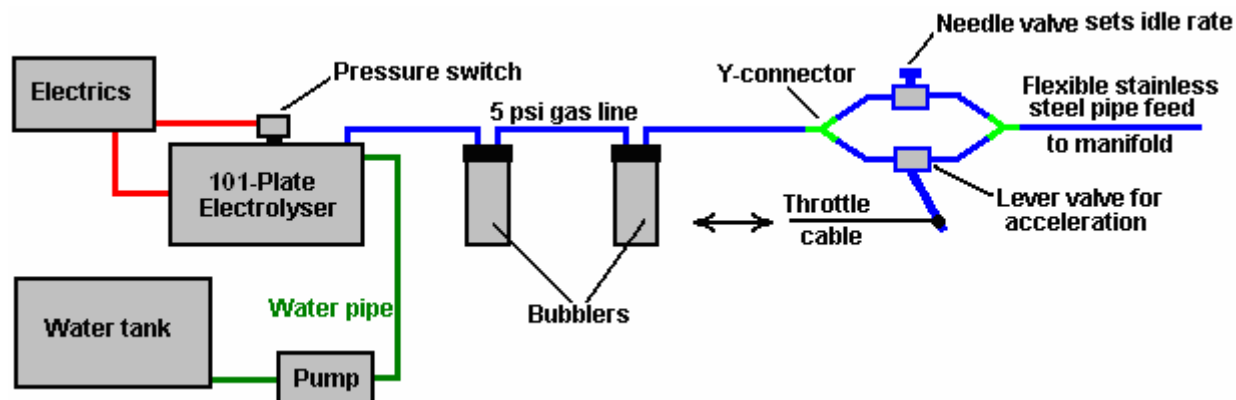 Needle valve sets idle rate
Electrics
Pressure switch
Y-connector
5 psi gas line
Flexible stainless
steel pipe feed
to manifold
101-Plate
Electrolyser
Throttle
cable
Lever valve for
acceleration
Water pipe
Bubblers
Water tank
Pump